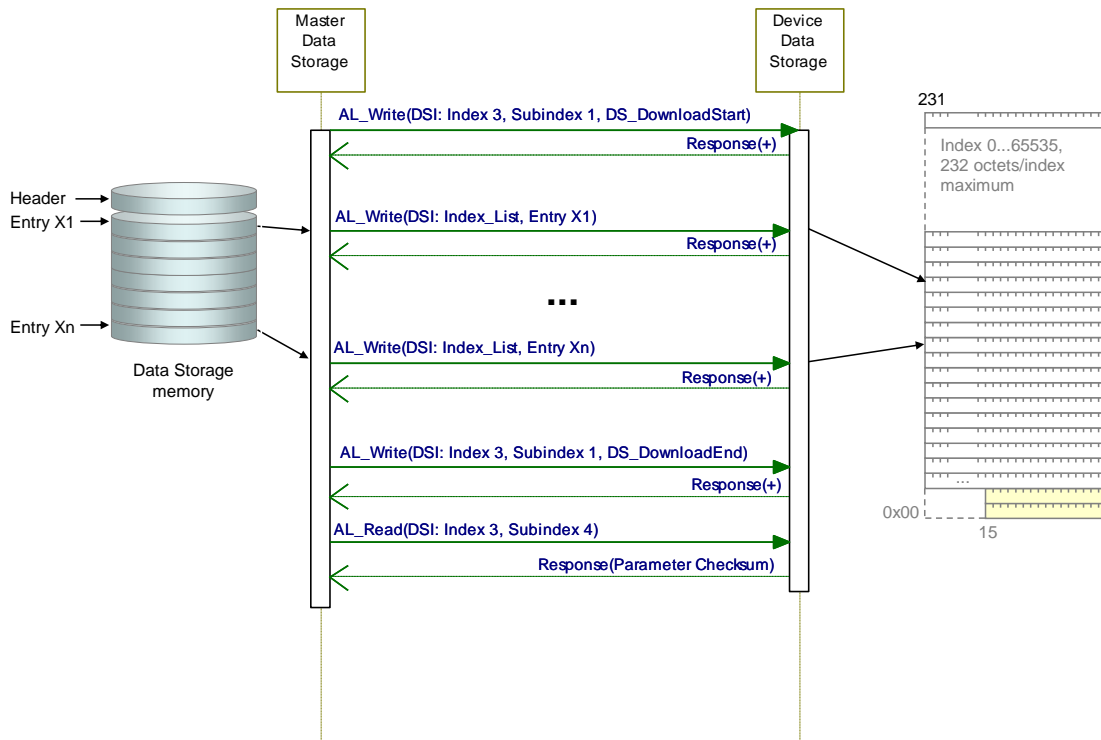 Master
Data
Storage
Device
Data
Storage
231
AL_Write(DSI: Index 3, Subindex 1, DS_DownloadStart)
Response(+)
Index 0...65535,
232 octets/index
maximum
Header
Entry X1
AL_Write(DSI: Index_List, Entry X1)
Response(+)
...
Entry Xn
AL_Write(DSI: Index_List, Entry Xn)
Response(+)
Data Storage
memory
AL_Write(DSI: Index 3, Subindex 1, DS_DownloadEnd)
Response(+)
...
0x00
15
AL_Read(DSI: Index 3, Subindex 4)
Response(Parameter Checksum)